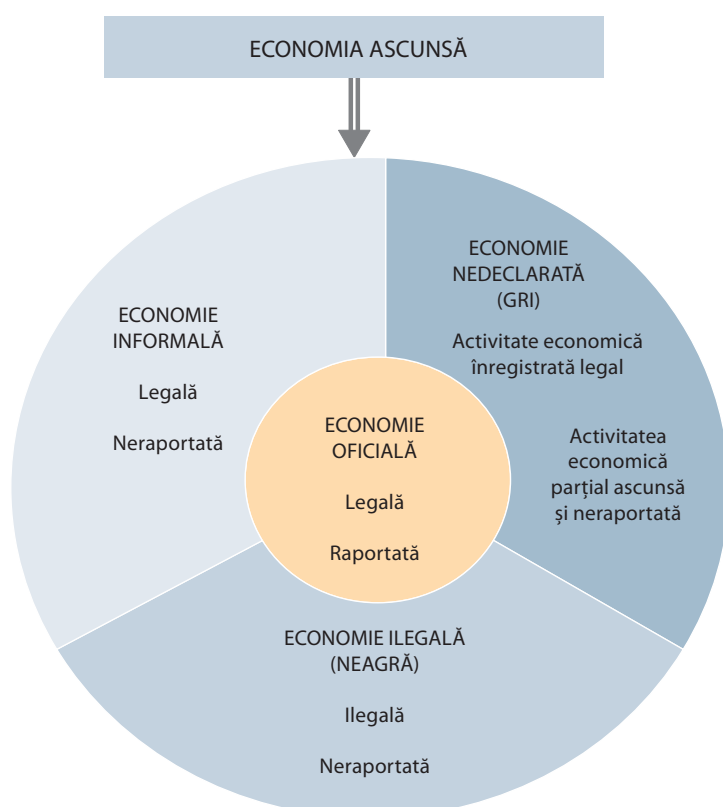 ECONOMIA ASCUNSĂ
ECONOMIE
NEDECLARATĂ
(GRI)
Activitate economică
înregistrată legal
Activitatea
economică
parțial ascunsă
și neraportată
ECONOMIE
INFORMALĂ
Legală
Neraportată
ECONOMIE
OFICIALĂ
Legală
Raportată
ECONOMIE ILEGALĂ
(NEAGRĂ)
Ilegală
Neraportată